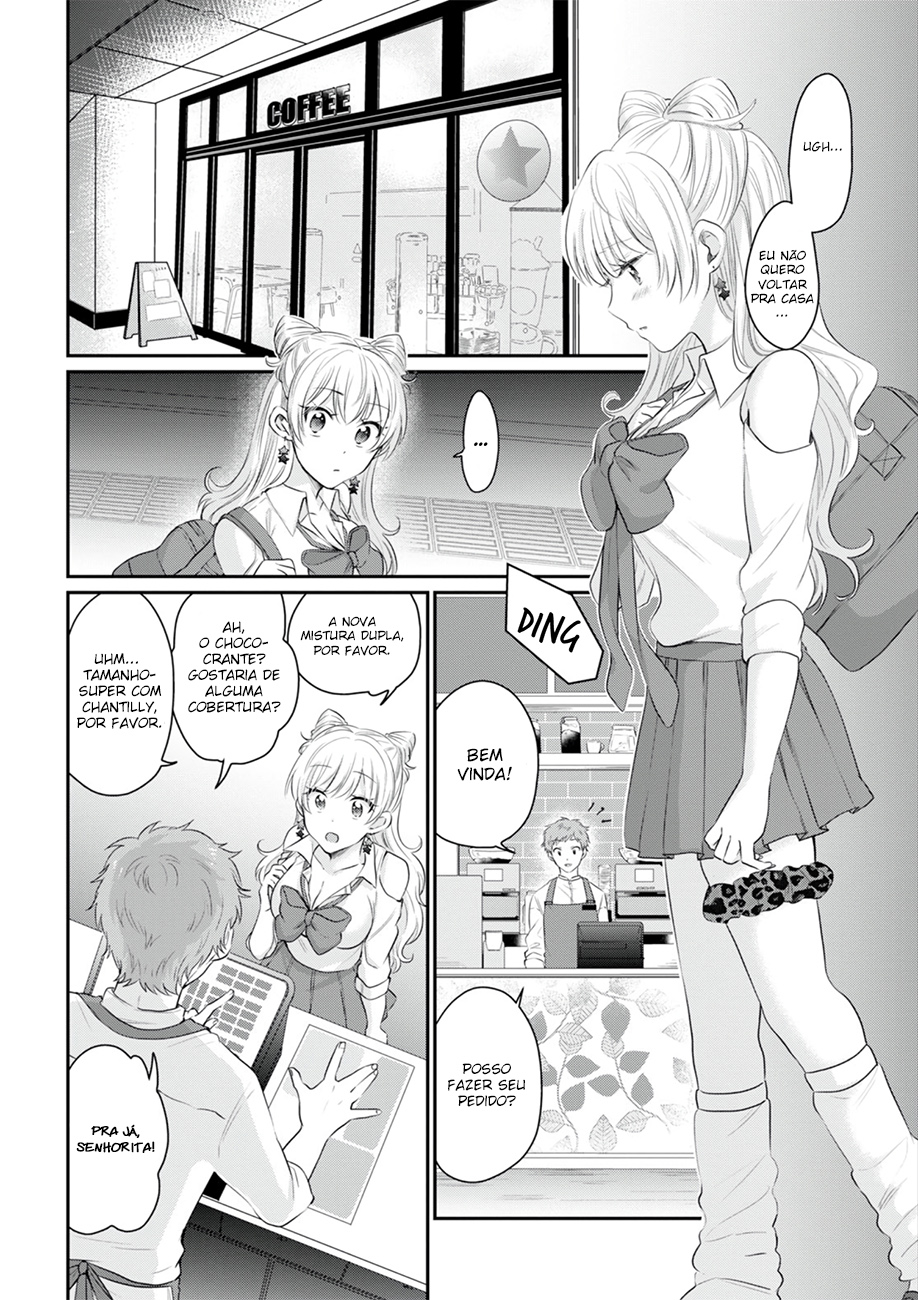 COFFEE
UGH...
EU NÃO
QUERO
VOLTAR
PRA CASA
...
....
DING
BEM
VINDA!
POSSO
FAZER SEU
PEDIDO?
A NOVA
MISTURA DUPLA,
POR FAVOR.
AH,
O CHOCO-
CRANTE?
GOSTARIA DE
ALGUMA
COBERTURA?
UHM...
TAMANHO-
SUPER COM
CHANTILLY,
POR FAVOR.
PRA JÁ,
SENHORITA!